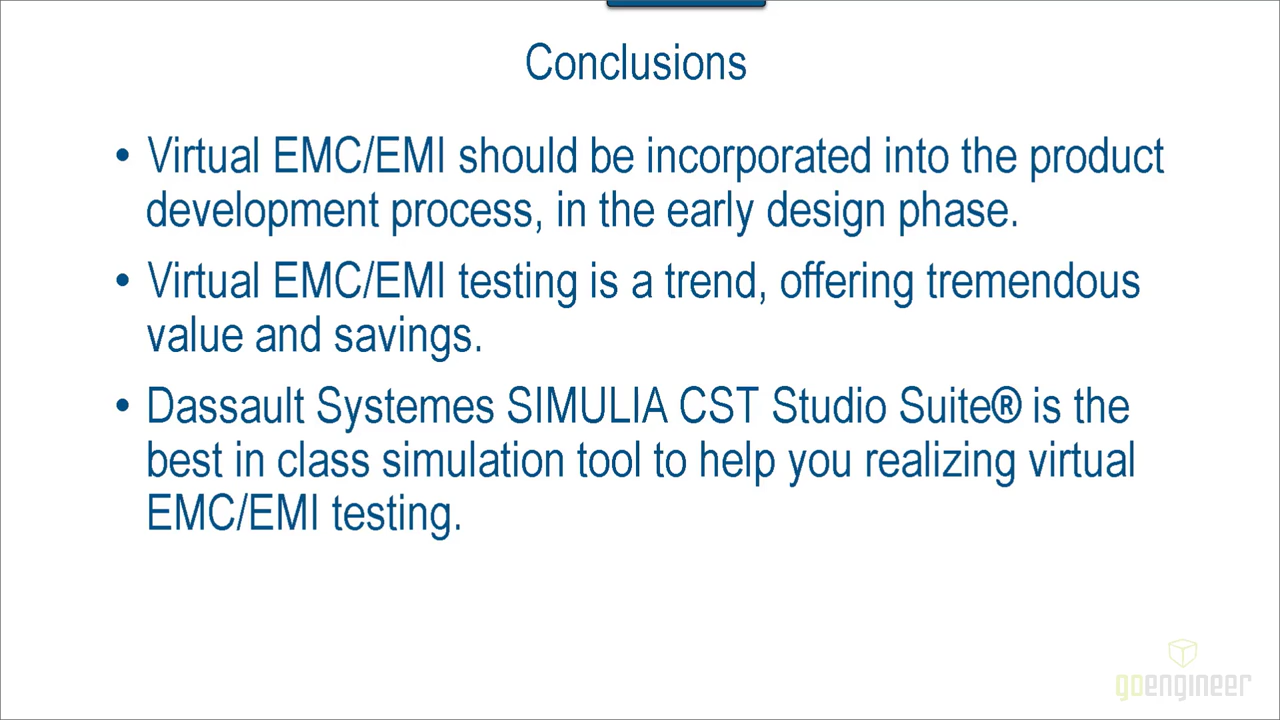 Conclusions
• Virtual EMC/EMI should be incorporated into the product
development process, in the early design phase.
• Virtual EMC/EMI testing is a trend, offering tremendous
value and savings.
• Dassault Systemes SIMULIA CST Studio Suite® is the
best in class simulation tool to help you realizing virtual
EMC/EMI testing.
goengineer